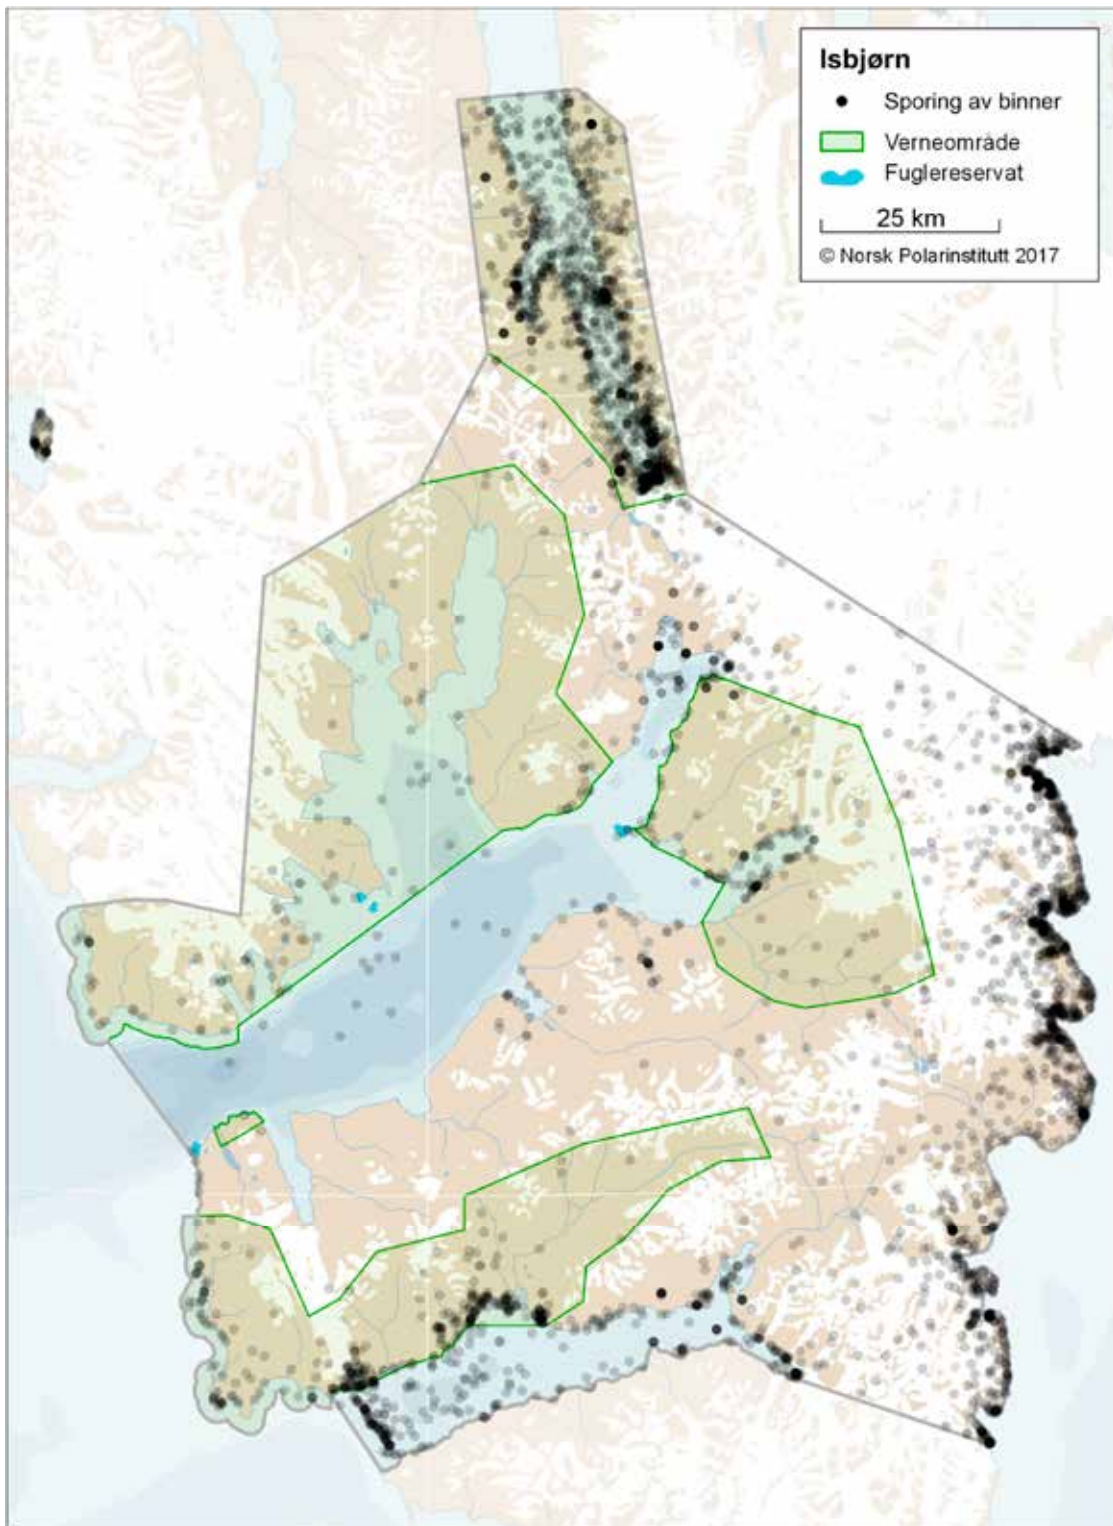 Isbjørn
Sporing av binner
Verneområde
Fuglereservat
25 km
© Norsk Polarinstitutt 2017